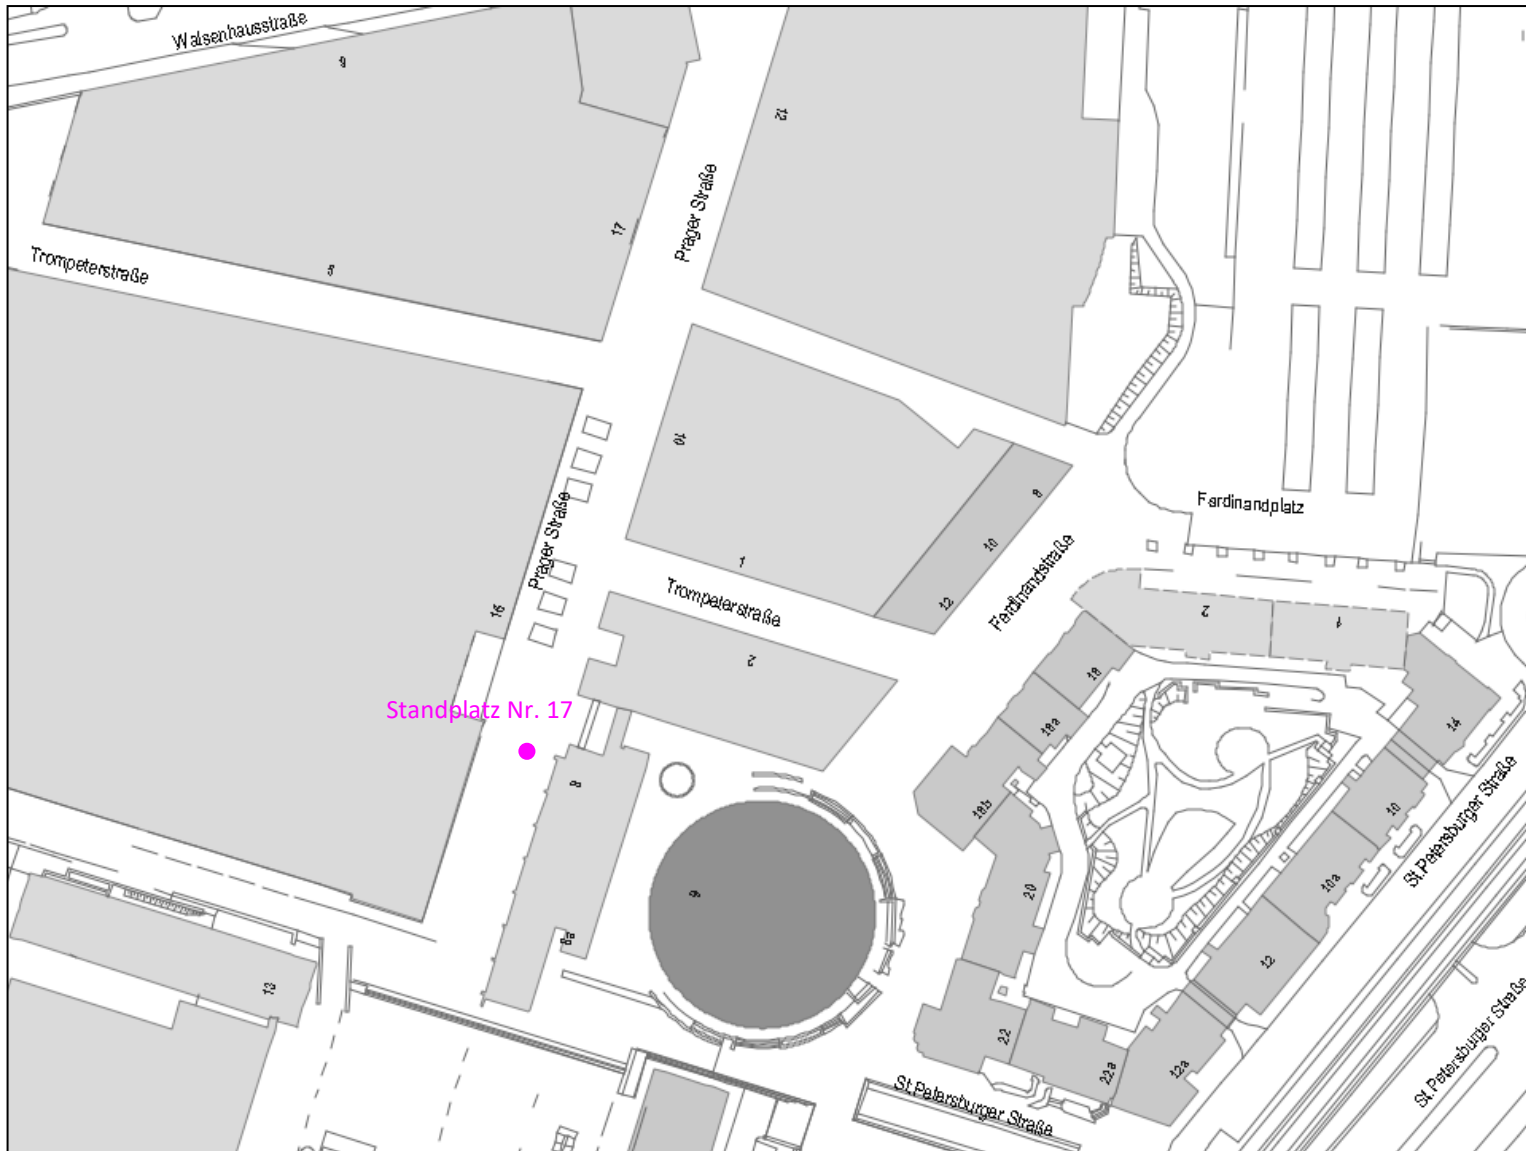 Waisenhausstraße
9
12
Prager Straße
17
Trompeterstraße
5
10
Prager Straße
8
Ferdinandplatz
10
1
Ferdinandstraße
16
12
Trompeterstraße
2
2
4
18
Standplatz Nr. 17
18a
14
8
18b
10
St.Petersburger Straße
20
10a
6
8a
12
13
22
22a
12a
St.Petersburger Straße
St.Petersburger Straße